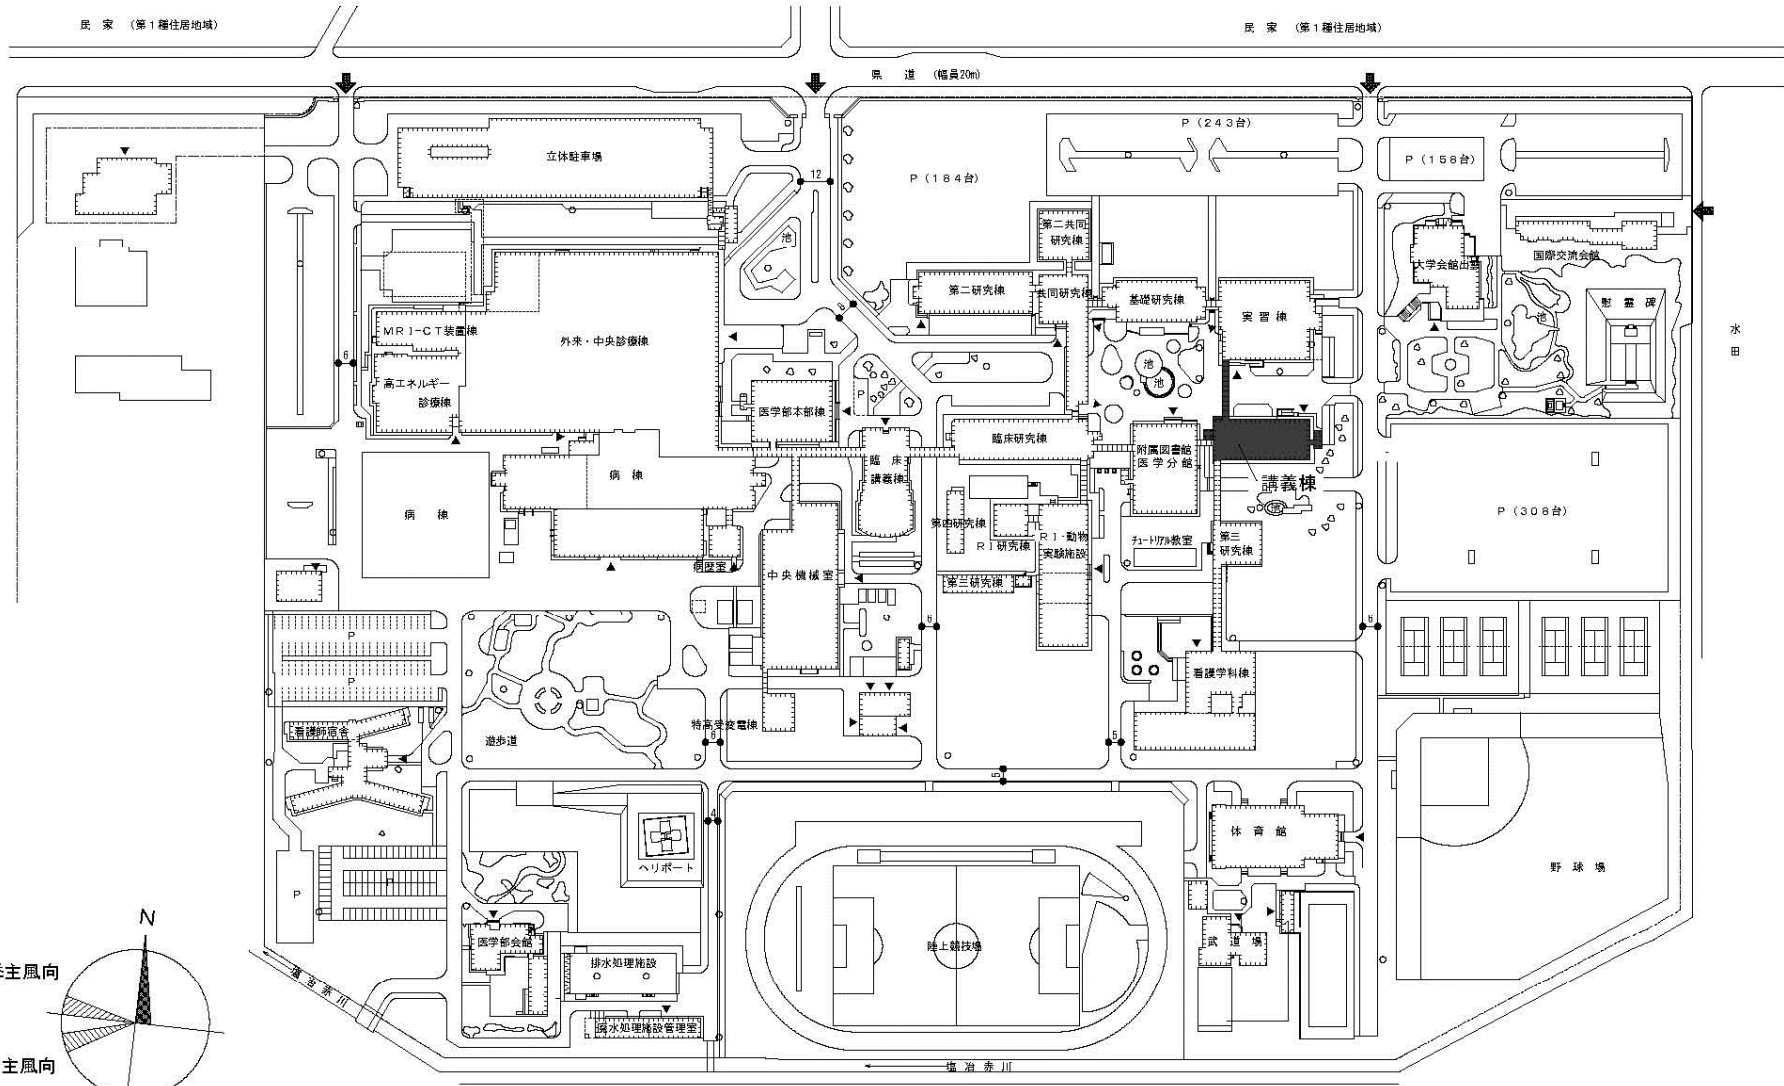 民 家 (第1種住居地域)
民 家 (第1種住居地域)
県 道 (幅員20m)
立体駐車場
12
P(184台)
P(243台)
P(158台)
池
第二共同
研究棟
第二研究棟
共同研究棟
基礎研究棟
実習棟
大学会館出雲
国際交流会館
慰霊碑
池
水
田
MRI-CT装置棟
外来・中央診療棟
6
高エネルギー
診療棟
医学部本部棟
P
池
池
臨床研究棟
附属図書館
医学分館
臨床
講義棟
講義棟
病棟
病棟
池
P(308台)
第四研究棟
RI研究棟
RI・動物
実験施設
チュートリアル教室
第三
研究棟
病歴室
中央機械室
第三研究棟
6
6
P
P
看護学科棟
看護師宿舎
遊歩道
特高受変電棟
6
5
5
4
体育館
ヘリポート
P
P
野球場
N
医学部会館
排水処理施設
陸上競技場
武道場
主風向
塩冶赤川
廃水処理施設管理室
主風向
塩冶赤川